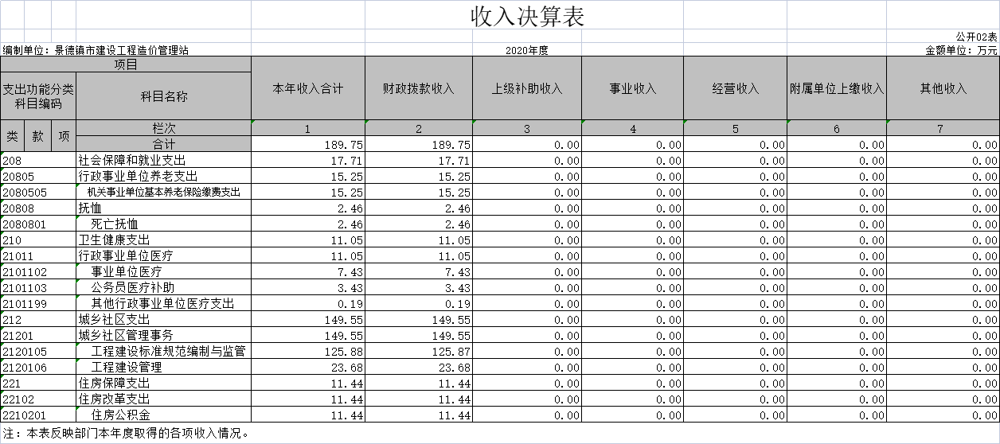 收入决算表
公开02表
编制单位：景德镇市建设工程造价管理站 2020年度 金额单位：万元
项目 本年收入合计 财政拨款收入 上级补助收入 事业收入 经营收入 附属单位上缴收入 其他收入
支出功能分类科目编码 科目名称
类 款 项 栏次 1 2 3 4 5 6 7
合计 189.75 189.75 0.00 0.00 0.00 0.00 0.00
208 社会保障和就业支出 17.71 17.71 0.00 0.00 0.00 0.00 0.00
20805 行政事业单位养老支出 15.25 15.25 0.00 0.00 0.00 0.00 0.00
2080505 机关事业单位基本养老保险缴费支出 15.25 15.25 0.00 0.00 0.00 0.00 0.00
20808 抚恤 2.46 2.46 0.00 0.00 0.00 0.00 0.00
2080801 死亡抚恤 2.46 2.46 0.00 0.00 0.00 0.00 0.00
210 卫生健康支出 11.05 11.05 0.00 0.00 0.00 0.00 0.00
21011 行政事业单位医疗 11.05 11.05 0.00 0.00 0.00 0.00 0.00
2101102 事业单位医疗 7.43 7.43 0.00 0.00 0.00 0.00 0.00
2101103 公务员医疗补助 3.43 3.43 0.00 0.00 0.00 0.00 0.00
2101199 其他行政事业单位医疗支出 0.19 0.19 0.00 0.00 0.00 0.00 0.00
212 城乡社区支出 149.55 149.55 0.00 0.00 0.00 0.00 0.00
21201 城乡社区管理事务 149.55 149.55 0.00 0.00 0.00 0.00 0.00
2120105 工程建设标准规范编制与监管 125.88 125.87 0.00 0.00 0.00 0.00 0.00
2120106 工程建设管理 23.68 23.68 0.00 0.00 0.00 0.00 0.00
221 住房保障支出 11.44 11.44 0.00 0.00 0.00 0.00 0.00
22102 住房改革支出 11.44 11.44 0.00 0.00 0.00 0.00 0.00
2210201 住房公积金 11.44 11.44 0.00 0.00 0.00 0.00 0.00
注：本表反映部门本年度取得的各项收入情况。